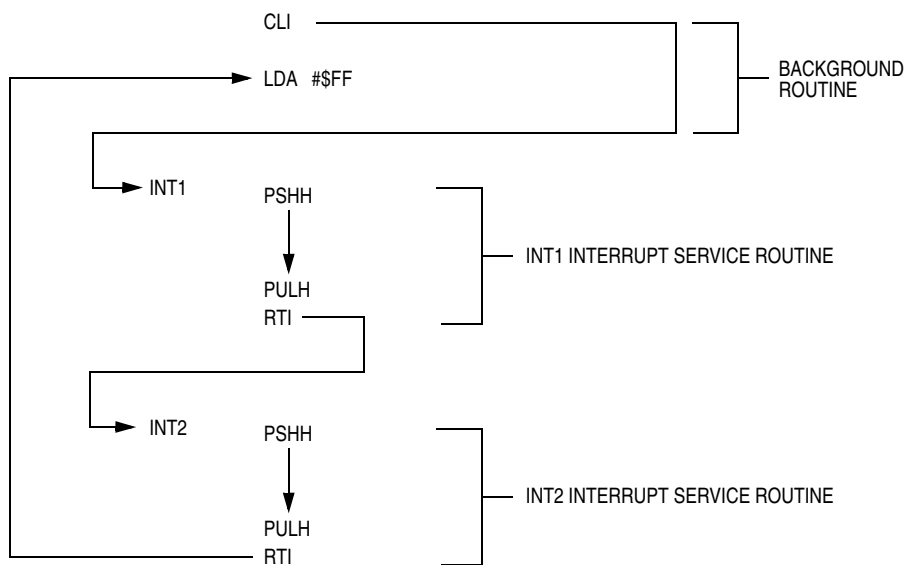 CLI
LDA #$FF
BACKGROUND
ROUTINE
INT1
PSHH
INT1 INTERRUPT SERVICE ROUTINE
PULH
RTI
INT2
PSHH
INT2 INTERRUPT SERVICE ROUTINE
PULH
RTI